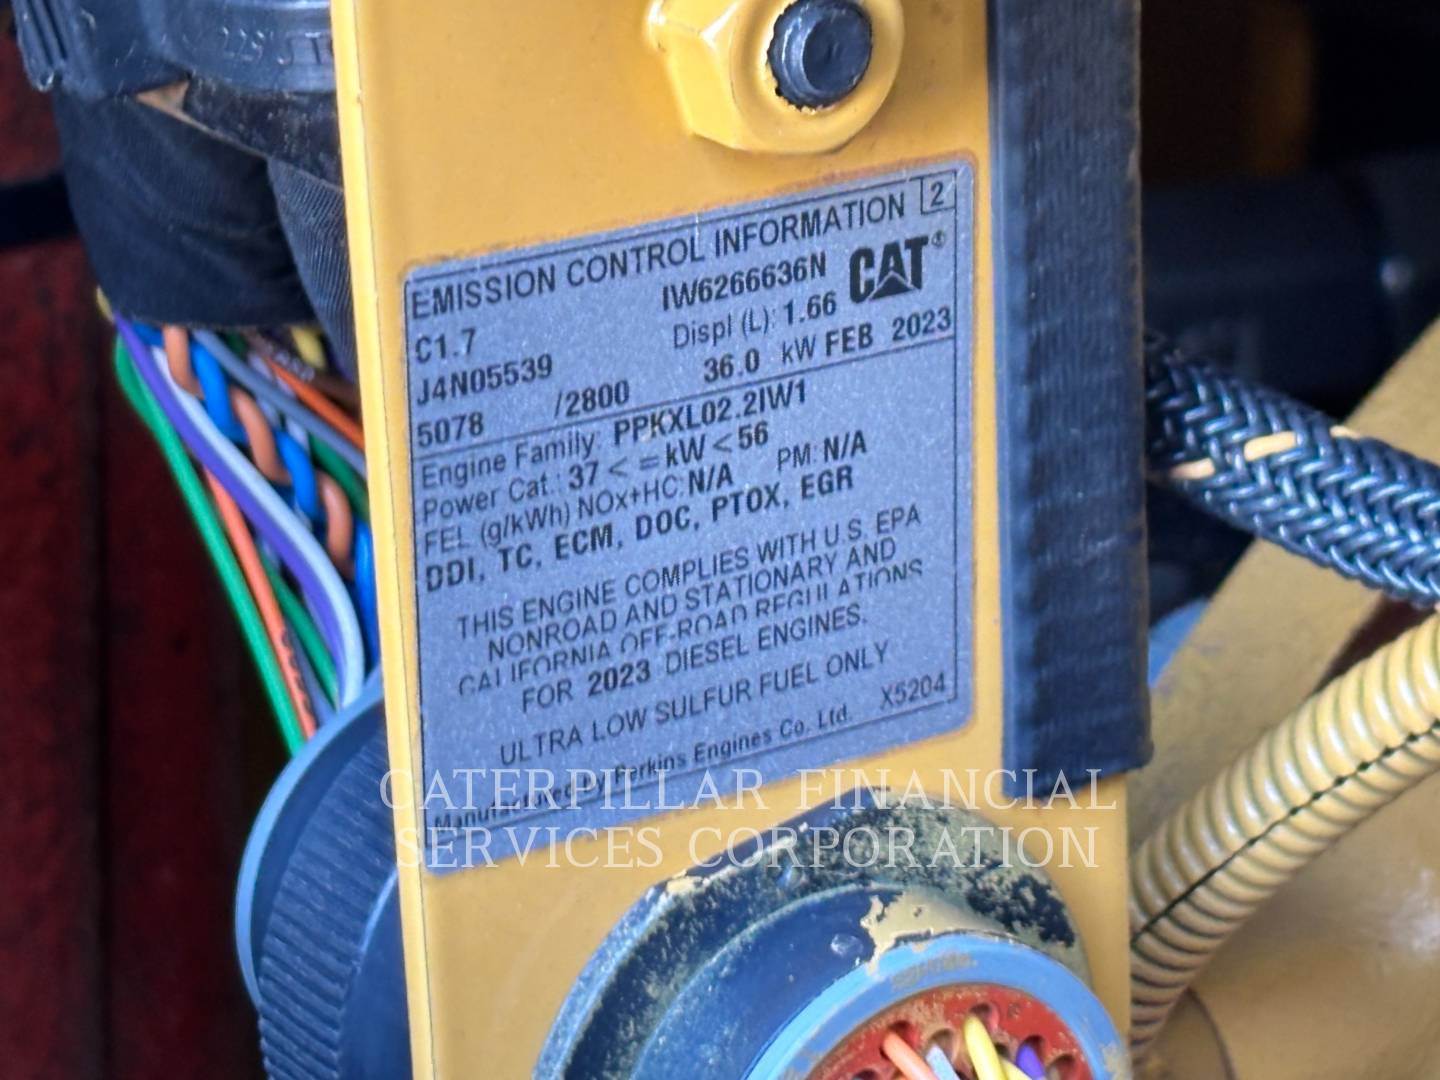 EMISSION CONTROL INFORMATION 2
C1.7 IW6266636N CAT®
J4N05539 Displ (L): 1.66
5078 /2800 36.0 kW FEB 2023
Engine Family: PPKXL02.2IW1
Power Cat.: 37 < = kW < 56
FEL (g/kWh) NOx+HC: N/A PM: N/A
DDI, TC, ECM, DOC, PTOX, EGR
THIS ENGINE COMPLIES WITH U.S. EPA
NONROAD AND STATIONARY AND
CALIFORNIA OFF-ROAD REGULATIONS
FOR 2023 DIESEL ENGINES.
ULTRA LOW SULFUR FUEL ONLY
Manufactured by Perkins Engines Co. Ltd. X5204
CATERPILLAR FINANCIAL
SERVICES CORPORATION